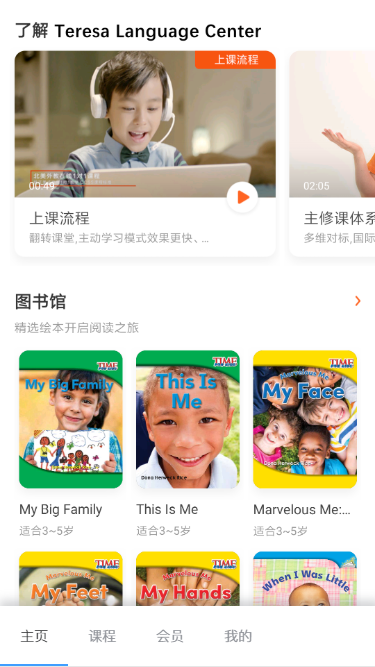 了解 Teresa Language Center
上课流程
00:49
02:05
上课流程
翻转课堂,主动学习模式效果更快、...
主修课体系
多维对标,国际
图书馆
精选绘本开启阅读之旅
TIME
My Big Family
TIME
This Is
Me
Dona Herweck Rice
TIME
Marvelous Me:
My Face
Dona Herweck Rice
My Big Family
适合3~5岁
This Is Me
适合3~5岁
Marvelous Me:...
适合3~5岁
TIME
Marvelous Me:
My Feet
TIME
Marvelous Me:
My Hands
When I Was Little
主页
课程
会员
我的